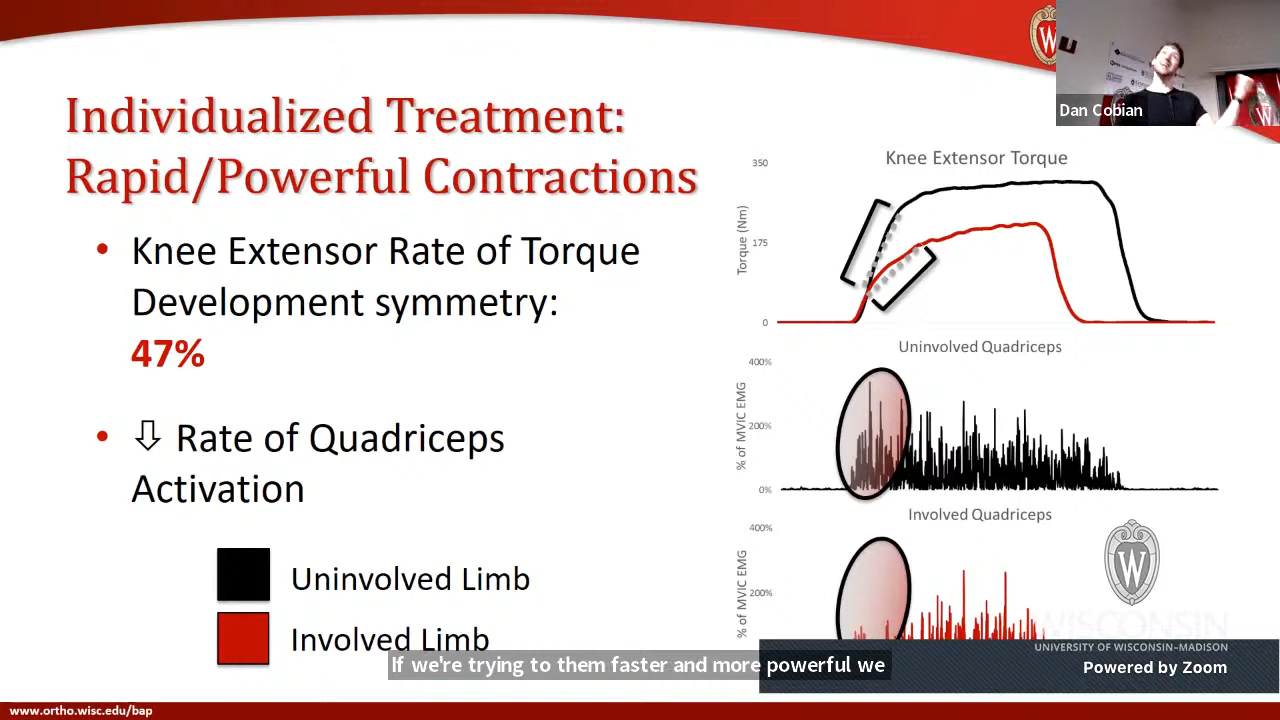 Dan Cobian
Individualized Treatment:
Rapid/Powerful Contractions
• Knee Extensor Rate of Torque
Development symmetry:
47%
• ⇩ Rate of Quadriceps
Activation
Uninvolved Limb
Involved Limb
Knee Extensor Torque
350
Torque (Nm)
175
0
Uninvolved Quadriceps
400%
% of MVIC EMG
200%
0%
Involved Quadriceps
400%
% of MVIC EMG
200%
W
WISCONSIN
UNIVERSITY OF WISCONSIN–MADISON
If we're trying to them faster and more powerful we
Powered by Zoom
www.ortho.wisc.edu/bap